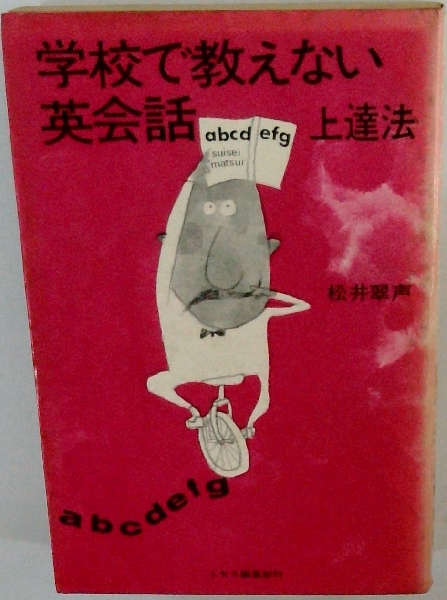 学校で教えない
英会話 上達法
abcd efg
suisei
matsui
松井翠声
abcdefg